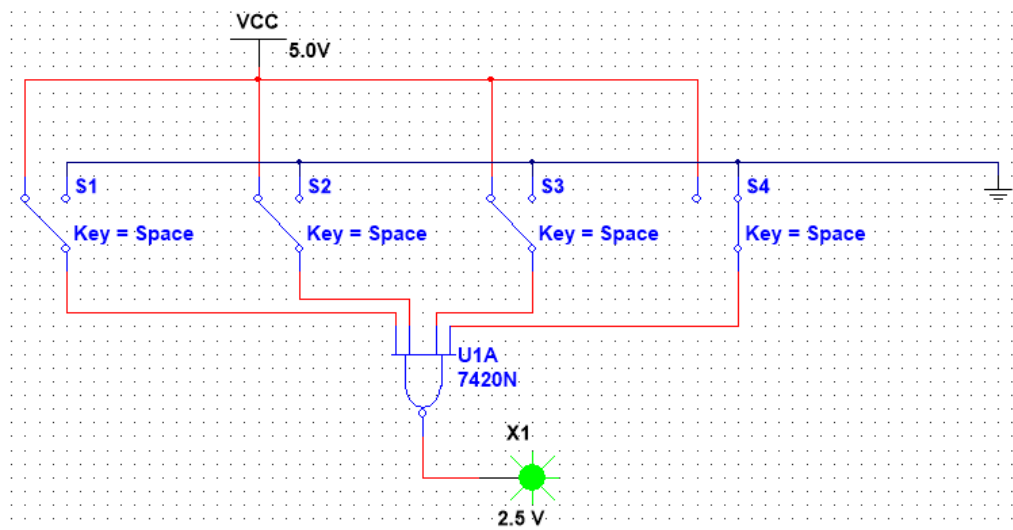 VCC
5.0V
S1
S2
S3
S4
Key = Space
Key = Space
Key = Space
Key = Space
U1A
7420N
X1
2.5 V